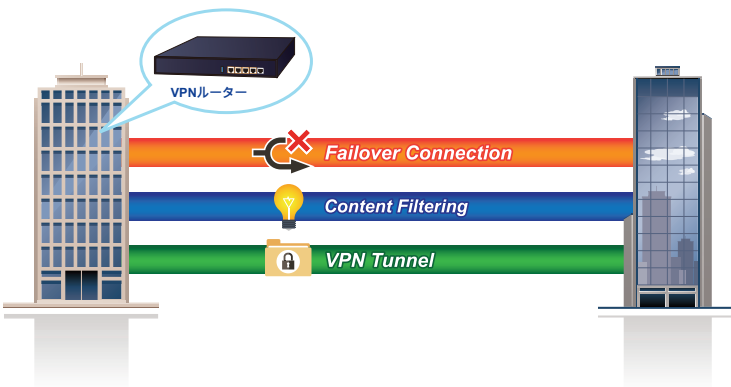 VPNルーター
Failover Connection
Content Filtering
VPN Tunnel